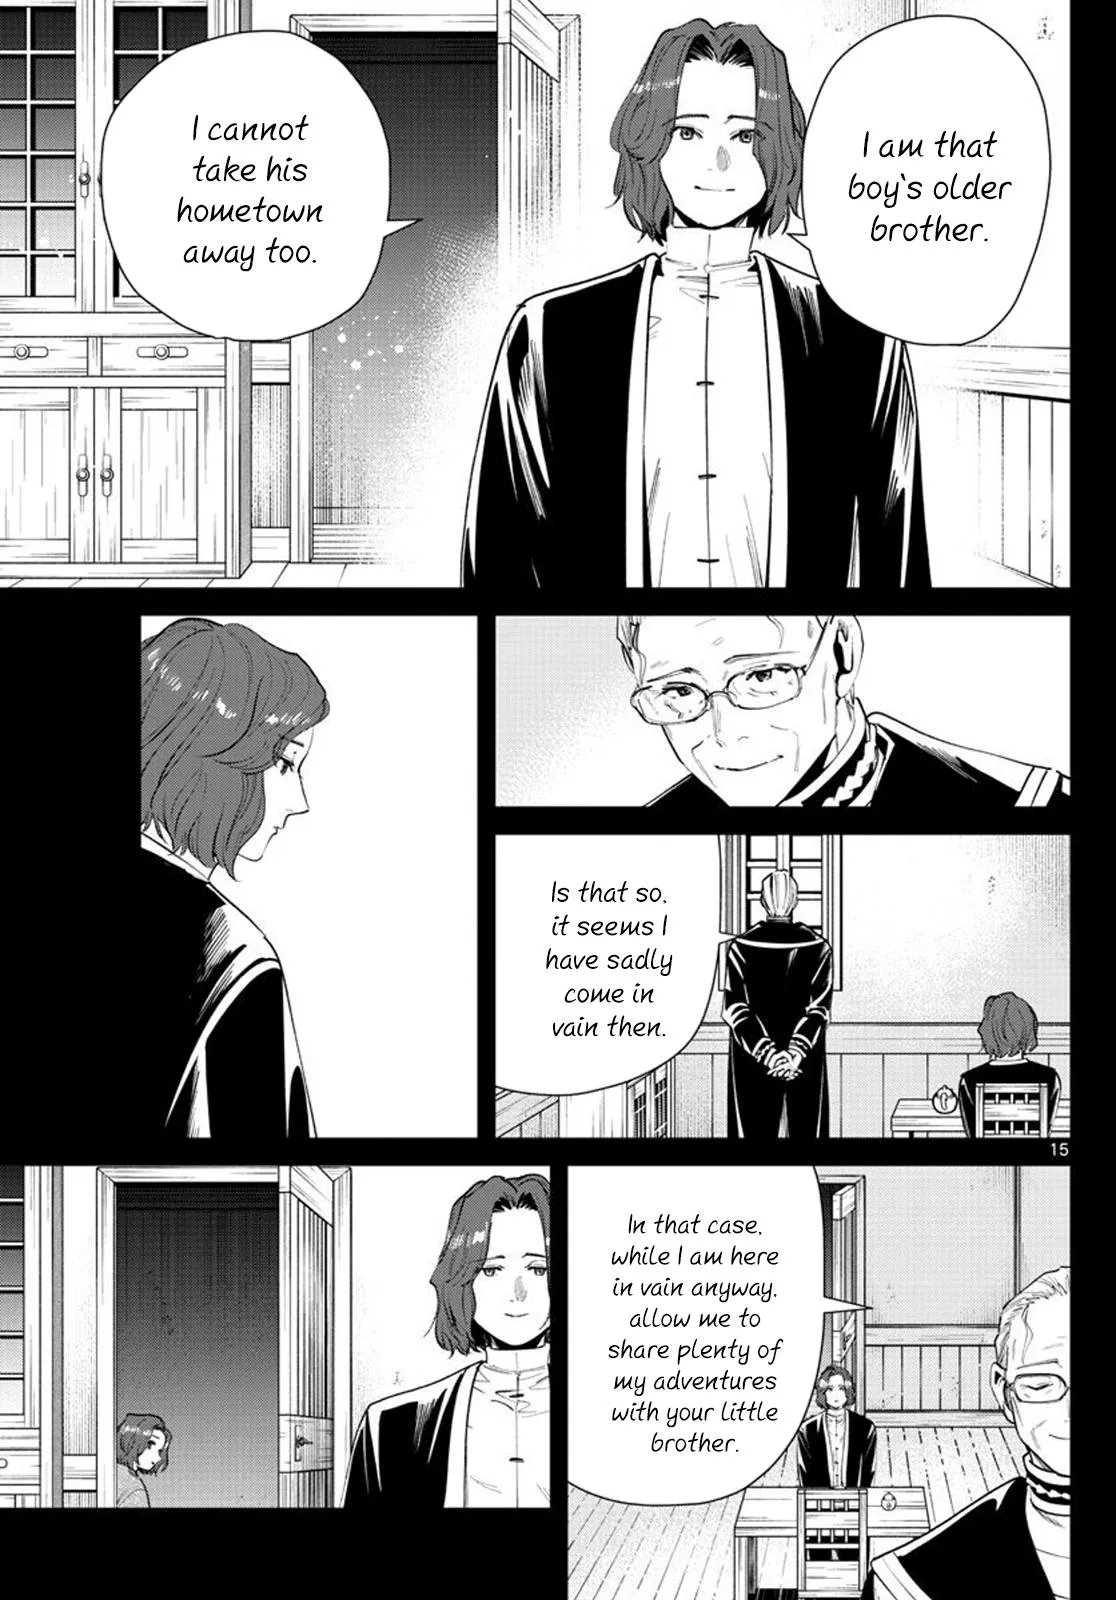 I am that
boy`s older
brother.
I cannot
take his
hometown
away too.
Is that so,
it seems I
have sadly
come in
vain then.
15
In that case,
while I am here
in vain anyway,
allow me to
share plenty of
my adventures
with your little
brother.